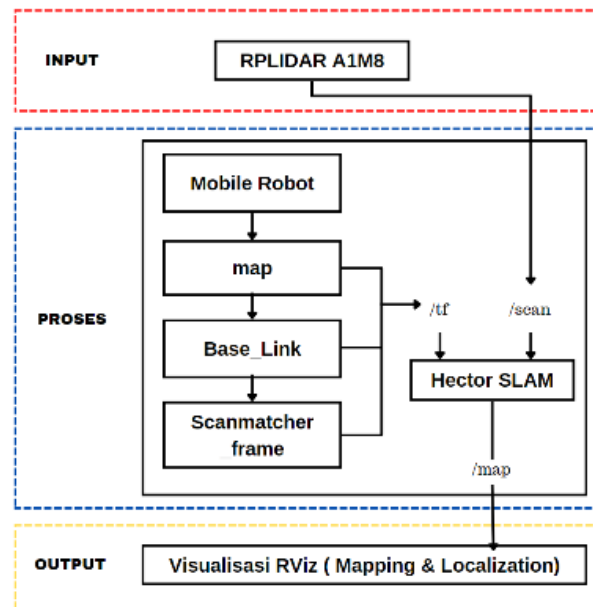 INPUT
RPLIDAR A1M8
PROSES
Mobile Robot
map
Base_Link
Scanmatcher
_frame
/tf
/scan
Hector SLAM
/map
OUTPUT
Visualisasi RViz ( Mapping & Localization)